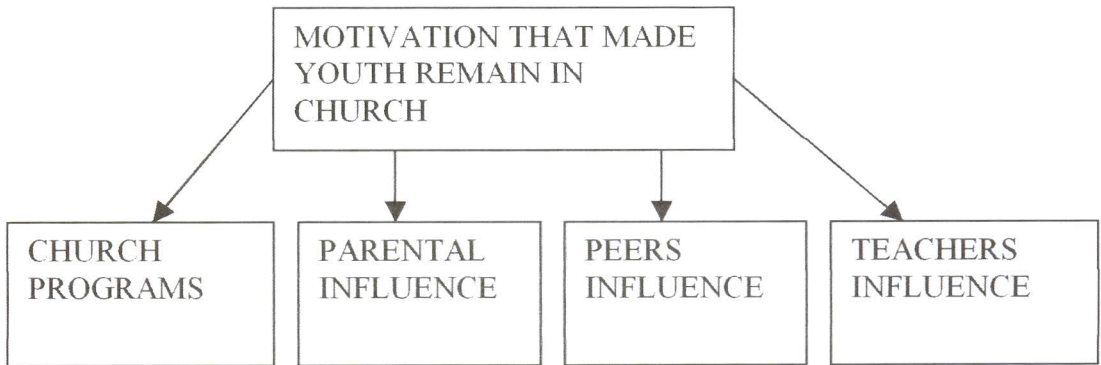 MOTIVATION THAT MADE
YOUTH REMAIN IN
CHURCH
CHURCH
PROGRAMS
PARENTAL
INFLUENCE
PEERS
INFLUENCE
TEACHERS
INFLUENCE